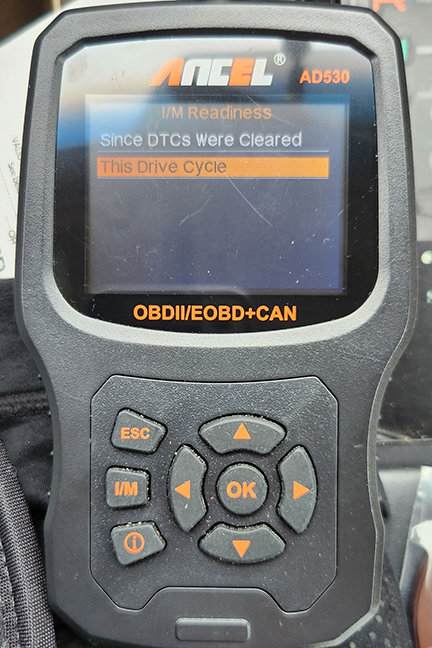 ANCEL®
AD530
I/M Readiness
Since DTCs Were Cleared
This Drive Cycle
OBDII/EOBD+CAN
ESC
I/M
OK